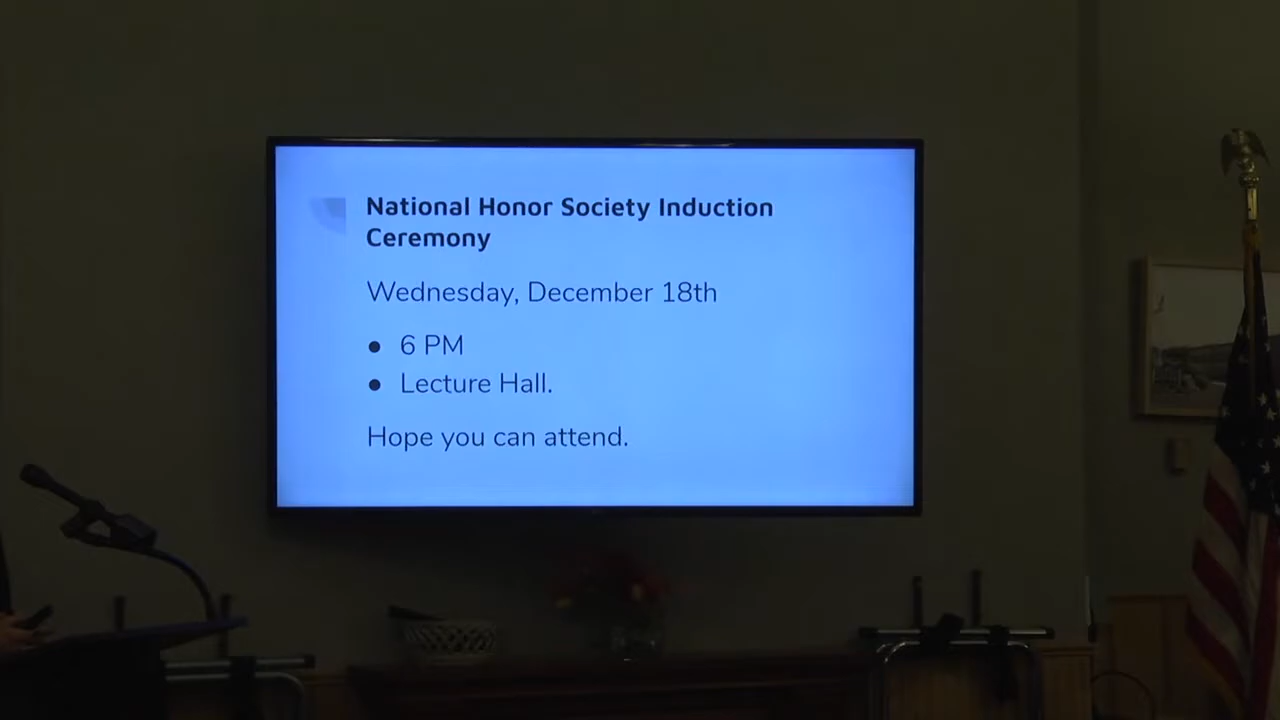 National Honor Society Induction
Ceremony
Wednesday, December 18th
● 6 PM
● Lecture Hall.
Hope you can attend.